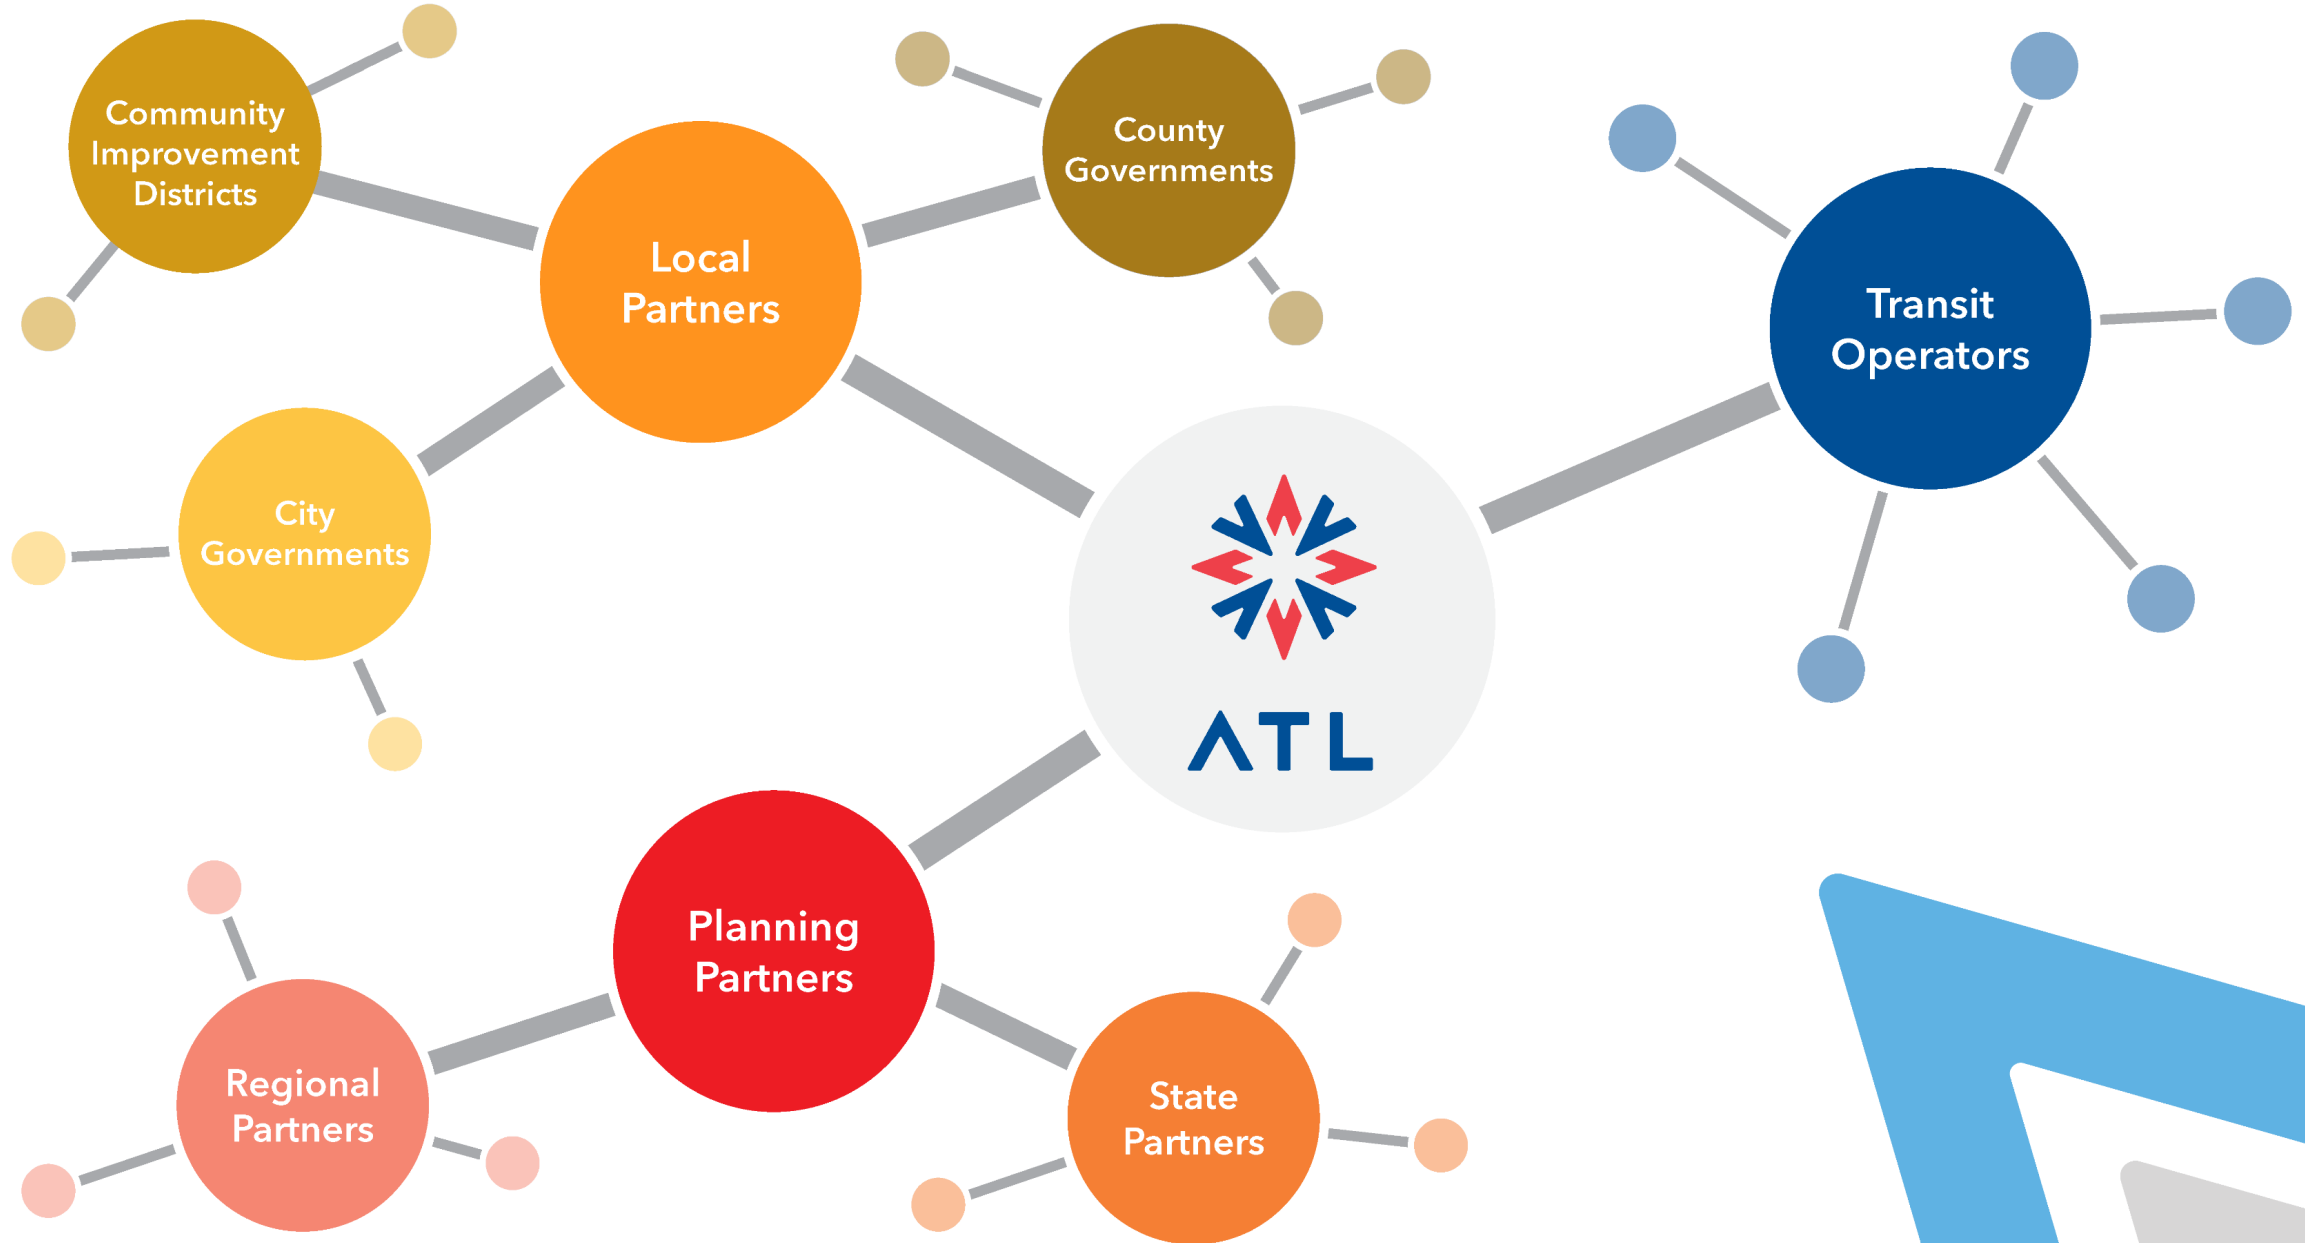 Community
Improvement
Districts
County
Governments
Local
Partners
Transit
Operators
City
Governments
ATL
Planning
Partners
Regional
Partners
State
Partners